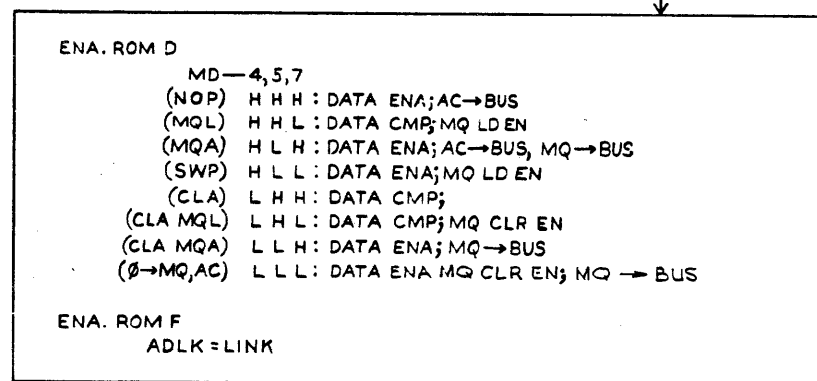 ENA. ROM D
MD—4,5,7
(NOP) H H H : DATA ENA; AC→BUS
(MQL) H H L : DATA CMP; MQ LD EN
(MQA) H L H : DATA ENA; AC→BUS, MQ→BUS
(SWP) H L L : DATA ENA; MQ LD EN
(CLA) L H H : DATA CMP;
(CLA MQL) L H L : DATA CMP; MQ CLR EN
(CLA MQA) L L H : DATA ENA; MQ→BUS
(Ø→MQ,AC) L L L : DATA ENA MQ CLR EN; MQ → BUS
ENA. ROM F
ADLK = LINK